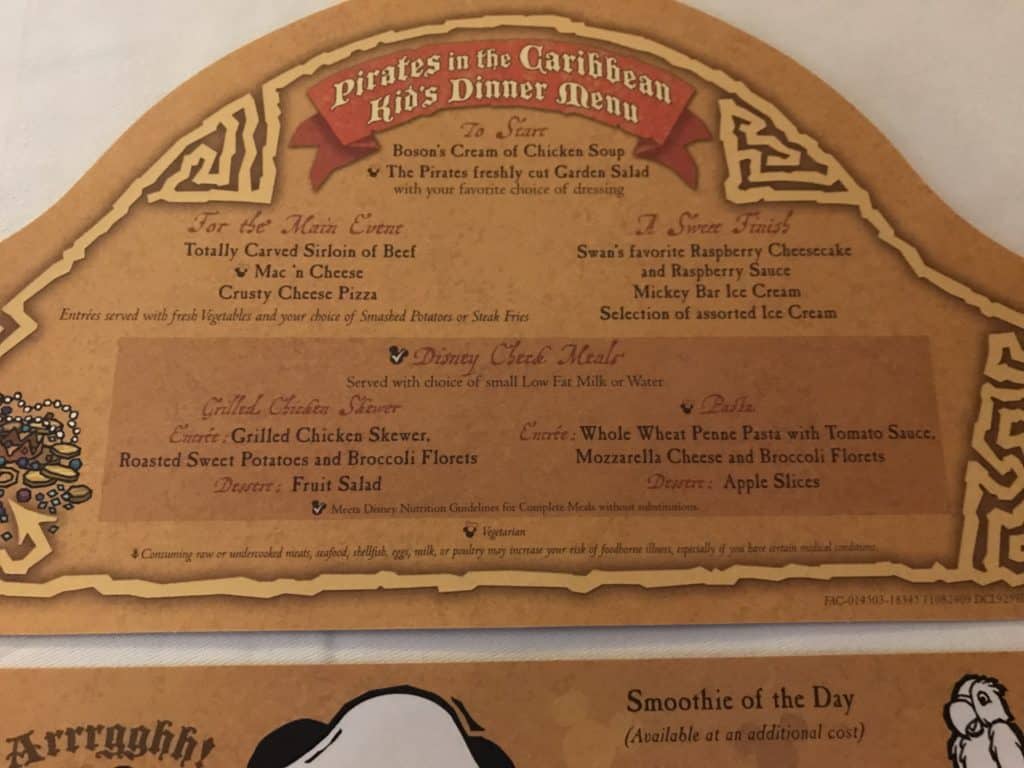 Pirates in the Caribbean
Kid's Dinner Menu
To Start
Boson's Cream of Chicken Soup
The Pirates freshly cut Garden Salad
with your favorite choice of dressing
For the Main Event
Totally Carved Sirloin of Beef
Mac 'n Cheese
Crusty Cheese Pizza
Entrées served with fresh Vegetables and your choice of Smashed Potatoes or Steak Fries
A Sweet Finish
Swan's favorite Raspberry Cheesecake
and Raspberry Sauce
Mickey Bar Ice Cream
Selection of assorted Ice Cream
Disney Check Meals
Served with choice of small Low Fat Milk or Water
Grilled Chicken Skewer
Entrée: Grilled Chicken Skewer,
Roasted Sweet Potatoes and Broccoli Florets
Dessert: Fruit Salad
Pasta
Entrée: Whole Wheat Penne Pasta with Tomato Sauce,
Mozzarella Cheese and Broccoli Florets
Dessert: Apple Slices
Meets Disney Nutrition Guidelines for Complete Meals without substitutions.
Vegetarian
Consuming raw or undercooked meats, seafood, shellfish, eggs, milk, or poultry may increase your risk of foodborne illness, especially if you have certain medical conditions.
Arrrgghh!
Smoothie of the Day
(Available at an additional cost)